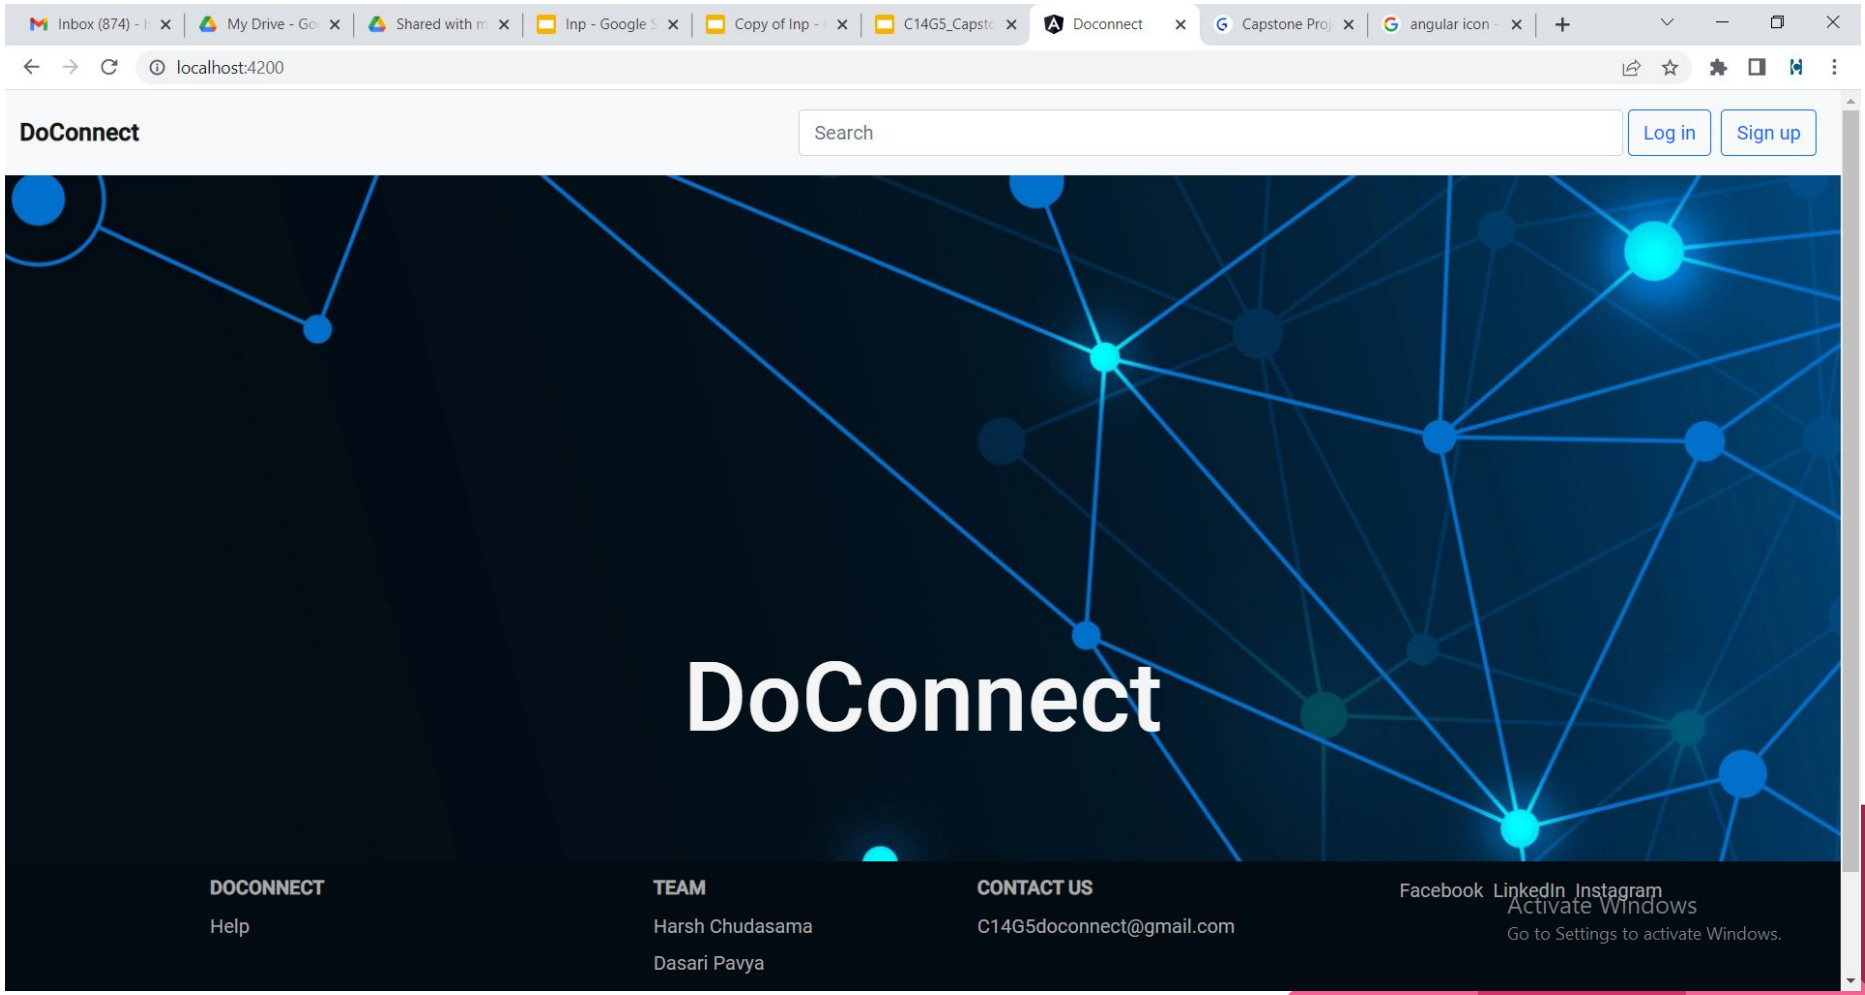 Inbox (874) - h
My Drive - Goo
Shared with m
Inp - Google S
Copy of Inp -
C14G5_Capsto
Doconnect
Capstone Proj
angular icon -
localhost:4200
DoConnect
Search
Log in
Sign up
DoConnect
DOCONNECT
Help
TEAM
Harsh Chudasama
Dasari Pavya
CONTACT US
C14G5doconnect@gmail.com
Facebook LinkedIn Instagram
Activate Windows
Go to Settings to activate Windows.